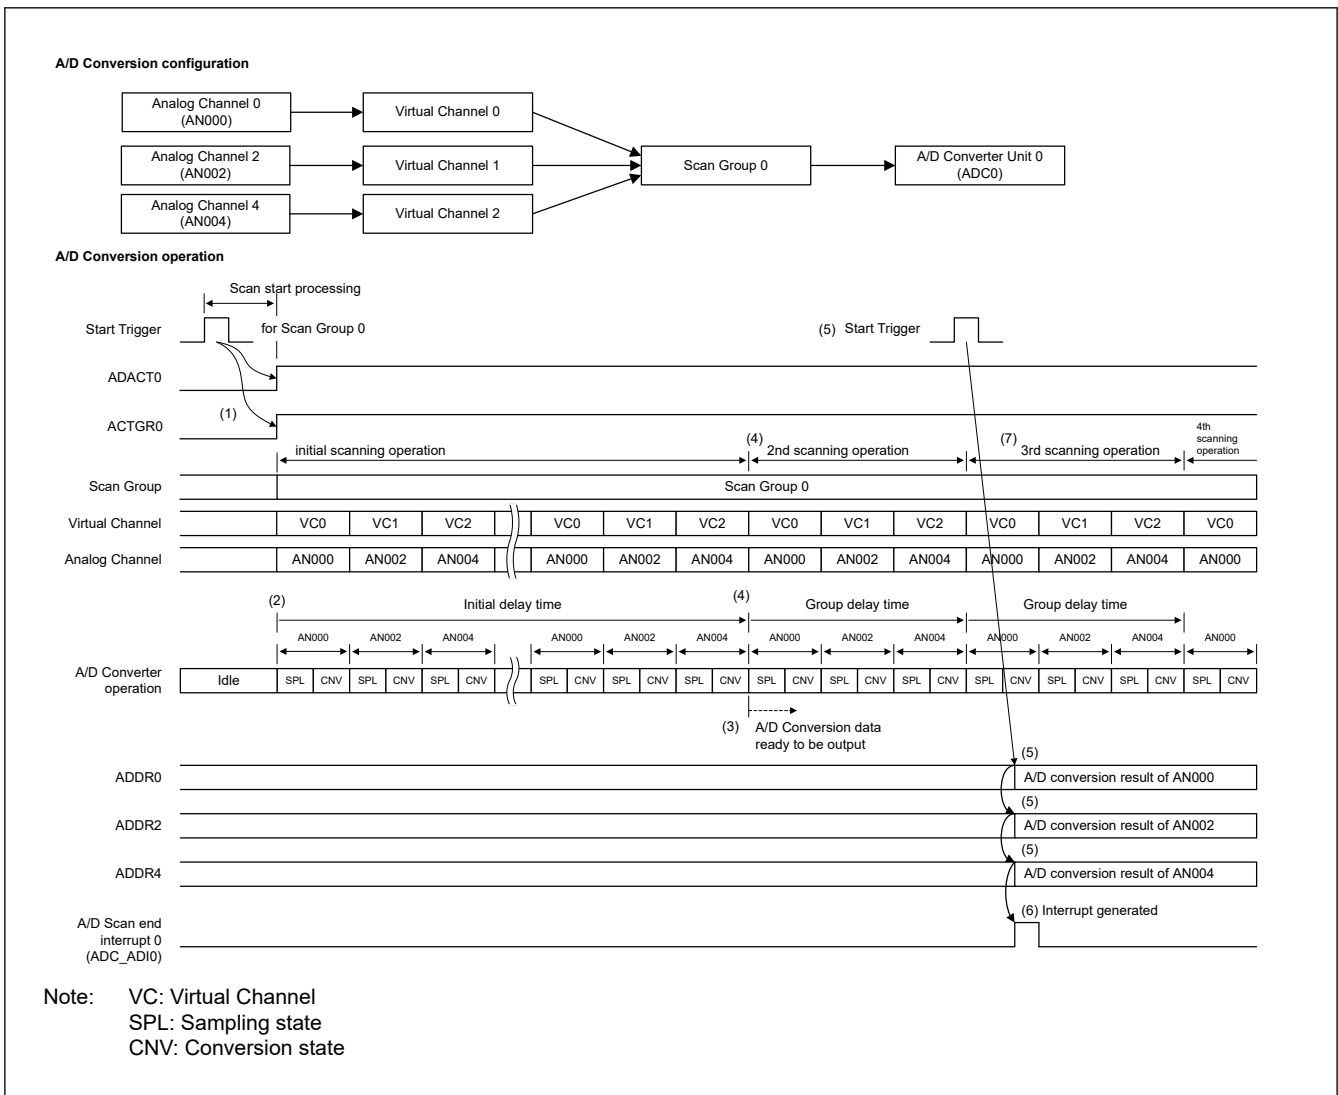 A/D Conversion configuration
Analog Channel 0
(AN000)
Virtual Channel 0
Analog Channel 2
(AN002)
Virtual Channel 1
Scan Group 0
A/D Converter Unit 0
(ADC0)
Analog Channel 4
(AN004)
Virtual Channel 2
A/D Conversion operation
Scan start processing
Start Trigger
for Scan Group 0
(5) Start Trigger
ADACT0
(1)
ACTGR0
initial scanning operation
(4)
2nd scanning operation
(7)
3rd scanning operation
4th
scanning
operation
Scan Group
Scan Group 0
Virtual Channel
VC0 VC1 VC2 VC0 VC1 VC2 VC0 VC1 VC2 VC0 VC1 VC2 VC0
Analog Channel
AN000 AN002 AN004 AN000 AN002 AN004 AN000 AN002 AN004 AN000 AN002 AN004 AN000
(2)
Initial delay time
(4)
Group delay time
Group delay time
AN000 AN002 AN004 AN000 AN002 AN004 AN000 AN002 AN004 AN000 AN002 AN004 AN000
A/D Converter
operation
Idle SPL CNV SPL CNV SPL CNV SPL CNV SPL CNV SPL CNV SPL CNV SPL CNV SPL CNV SPL CNV SPL CNV SPL CNV SPL CNV
(3)
A/D Conversion data
ready to be output
(5)
ADDR0
A/D conversion result of AN000
(5)
ADDR2
A/D conversion result of AN002
(5)
ADDR4
A/D conversion result of AN004
(6) Interrupt generated
A/D Scan end
interrupt 0
(ADC_ADI0)
Note: VC: Virtual Channel
SPL: Sampling state
CNV: Conversion state